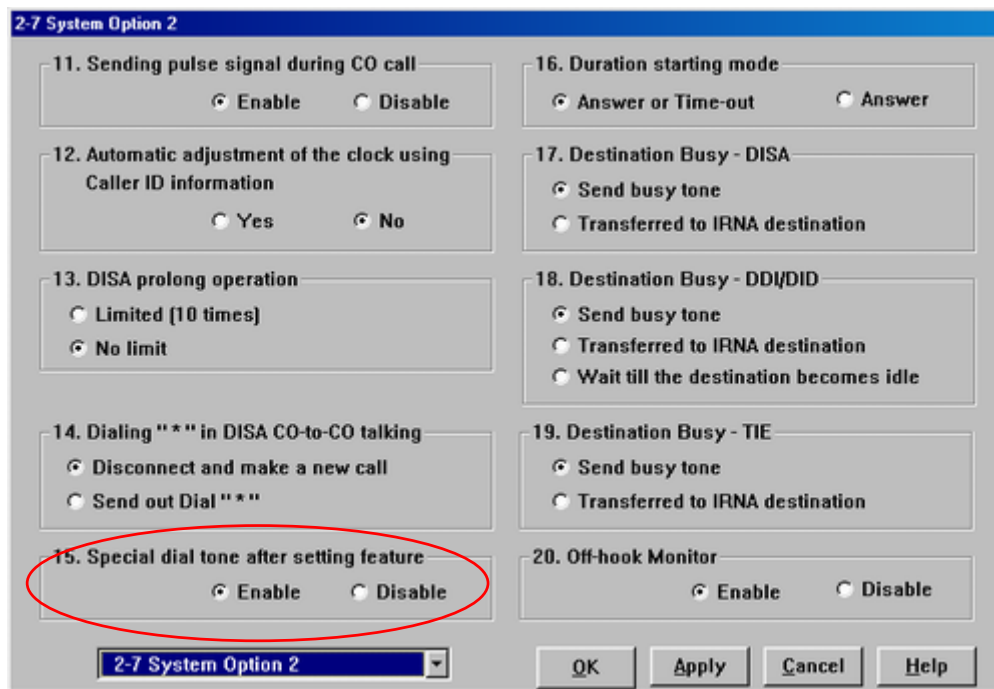 2-7 System Option 2
11. Sending pulse signal during CO call
Enable Disable
12. Automatic adjustment of the clock using
Caller ID information
Yes No
13. DISA prolong operation
Limited (10 times)
No limit
14. Dialing "*" in DISA CO-to-CO talking
Disconnect and make a new call
Send out Dial "*"
15. Special dial tone after setting feature
Enable Disable
16. Duration starting mode
Answer or Time-out Answer
17. Destination Busy - DISA
Send busy tone
Transferred to IRNA destination
18. Destination Busy - DDI/DID
Send busy tone
Transferred to IRNA destination
Wait till the destination becomes idle
19. Destination Busy - TIE
Send busy tone
Transferred to IRNA destination
20. Off-hook Monitor
Enable Disable
2-7 System Option 2
OK Apply Cancel Help